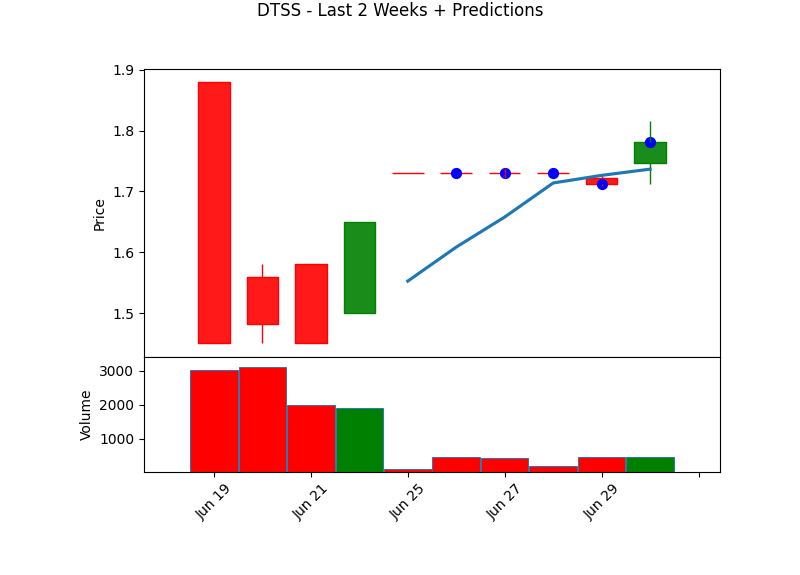 DTSS - Last 2 Weeks + Predictions
1.9
1.8
1.7
1.6
1.5
Price
3000
2000
1000
Volume
Jun 19
Jun 21
Jun 25
Jun 27
Jun 29